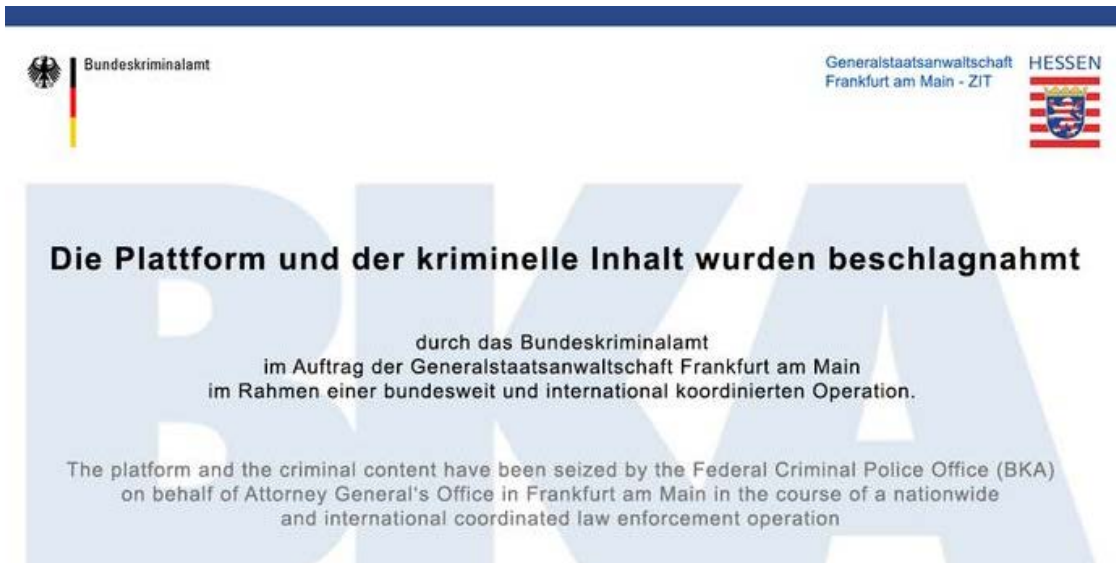 Bundeskriminalamt
Generalstaatsanwaltschaft
Frankfurt am Main - ZIT
HESSEN
BKA
Die Plattform und der kriminelle Inhalt wurden beschlagnahmt
durch das Bundeskriminalamt
im Auftrag der Generalstaatsanwaltschaft Frankfurt am Main
im Rahmen einer bundesweit und international koordinierten Operation.
The platform and the criminal content have been seized by the Federal Criminal Police Office (BKA)
on behalf of Attorney General's Office in Frankfurt am Main in the course of a nationwide
and international coordinated law enforcement operation